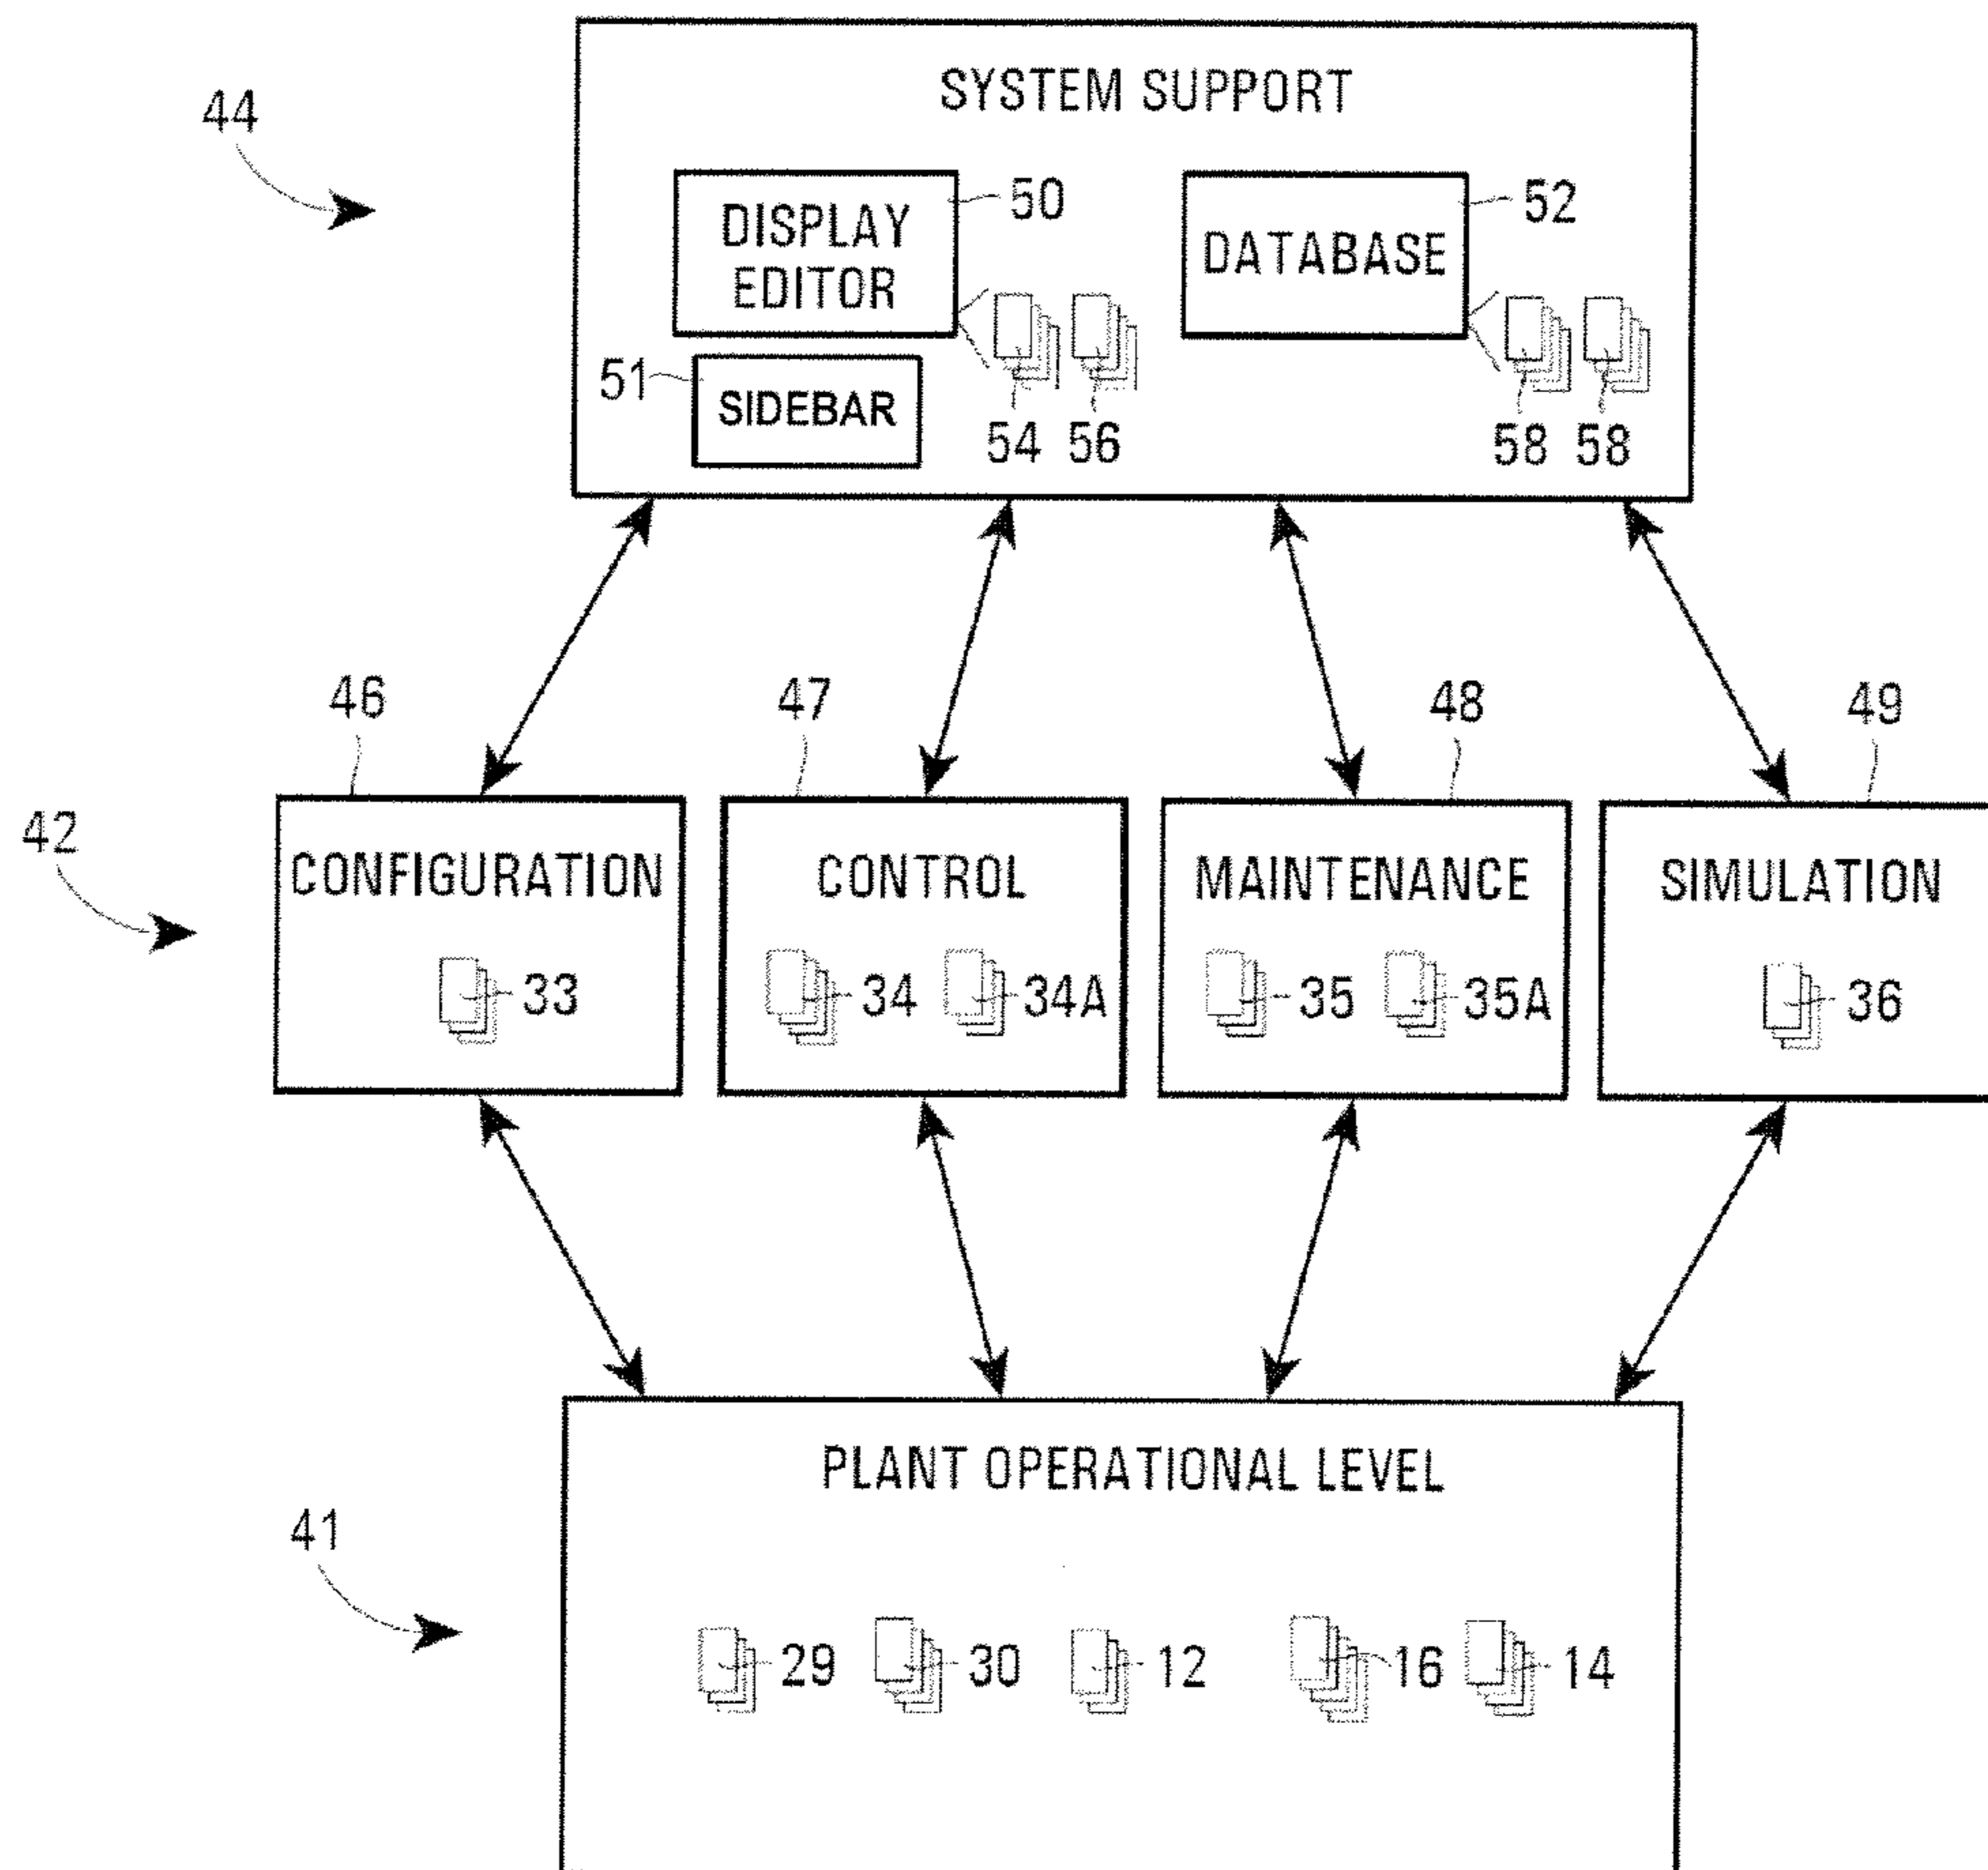 SYSTEM SUPPORT
44
DISPLAY
EDITOR
50
DATABASE
52
51
SIDEBAR
54 56
58 58
46
47
48
49
42
CONFIGURATION
33
CONTROL
34 34A
MAINTENANCE
35 35A
SIMULATION
36
PLANT OPERATIONAL LEVEL
41
29 30 12 16 14